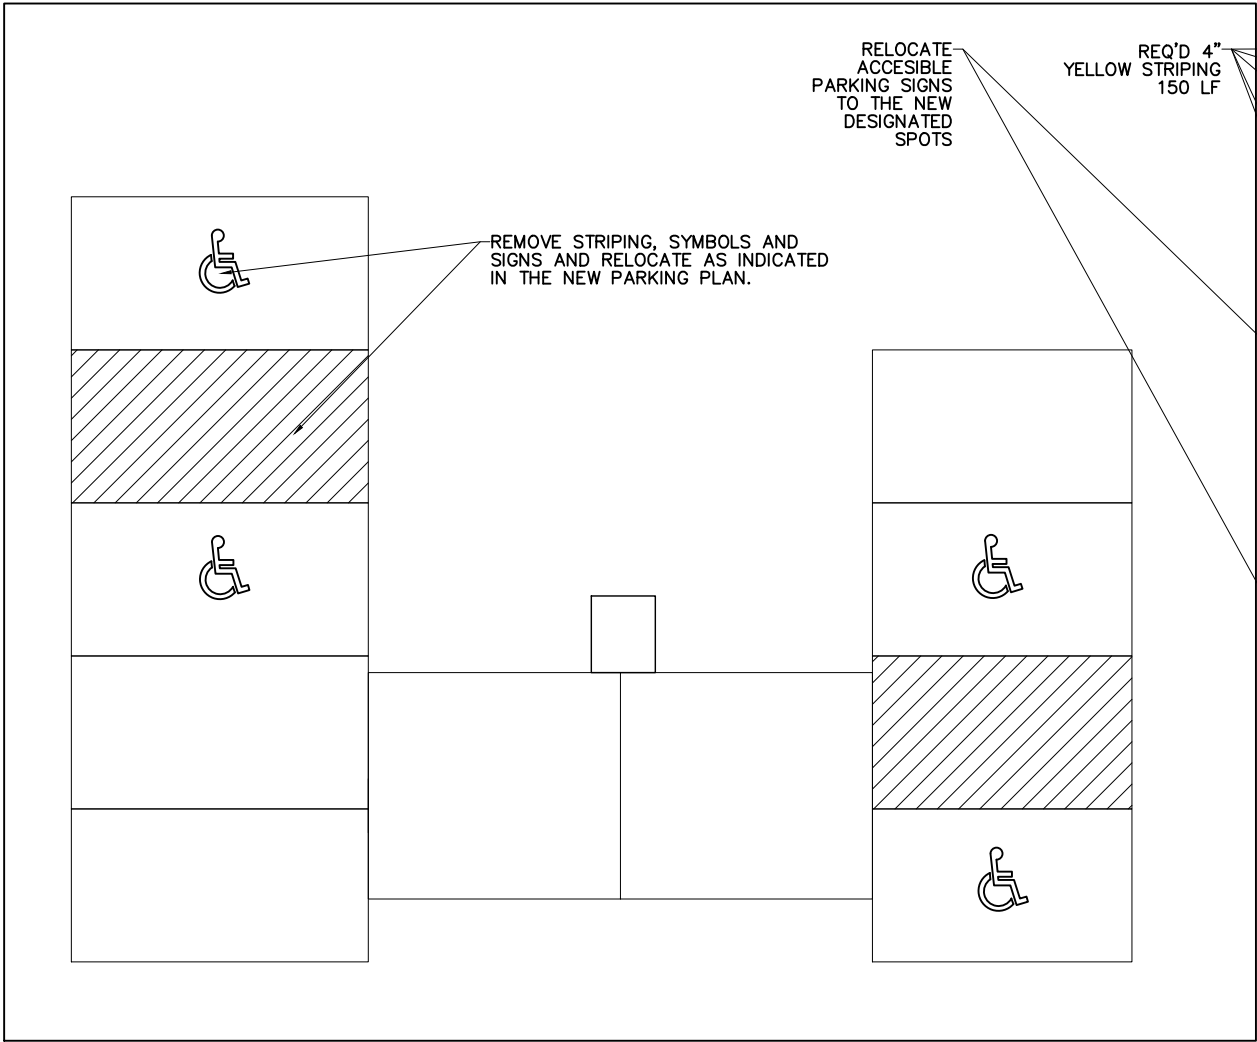 RELOCATE
ACCESIBLE
PARKING SIGNS
TO THE NEW
DESIGNATED
SPOTS
REQ'D 4"
YELLOW STRIPING
150 LF
REMOVE STRIPING, SYMBOLS AND
SIGNS AND RELOCATE AS INDICATED
IN THE NEW PARKING PLAN.